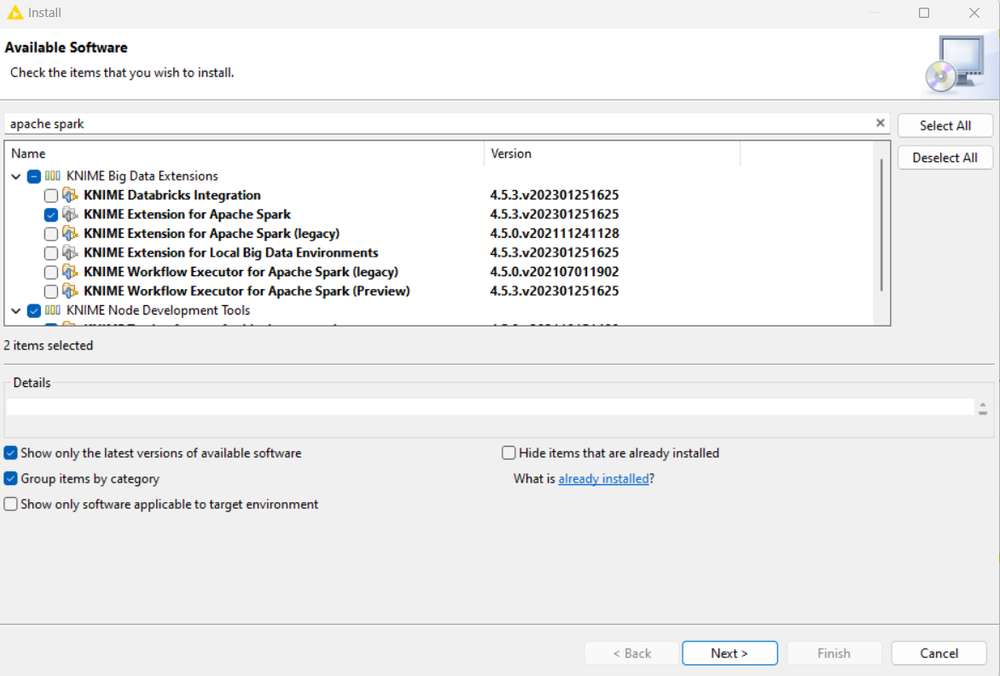 Install
Available Software
Check the items that you wish to install.
apache spark
Select All
Deselect All
Name Version
KNIME Big Data Extensions
KNIME Databricks Integration 4.5.3.v202301251625
KNIME Extension for Apache Spark 4.5.3.v202301251625
KNIME Extension for Apache Spark (legacy) 4.5.0.v202111241128
KNIME Extension for Local Big Data Environments 4.5.3.v202301251625
KNIME Workflow Executor for Apache Spark (legacy) 4.5.0.v202107011902
KNIME Workflow Executor for Apache Spark (Preview) 4.5.3.v202301251625
KNIME Node Development Tools
2 items selected
Details
Show only the latest versions of available software
Hide items that are already installed
Group items by category
What is already installed?
Show only software applicable to target environment
< Back
Next >
Finish
Cancel